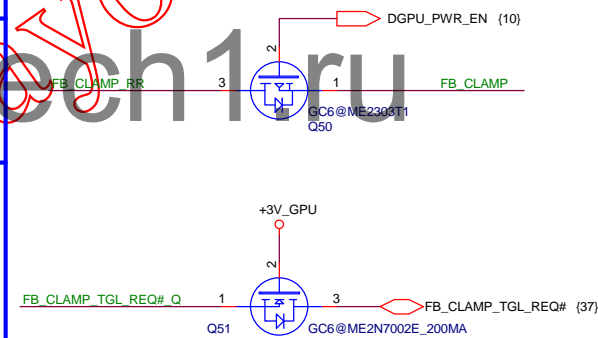 DGPU_PWR_EN {10}
2
FB_CLAMP_RR 3 1 FB_CLAMP
ech1.ru
GC6@ME2303T1
Q50
+3V_GPU
2
FB_CLAMP_TGL_REQ#_Q 1 3 FB_CLAMP_TGL_REQ# {37}
Q51 GC6@ME2N7002E_200MA